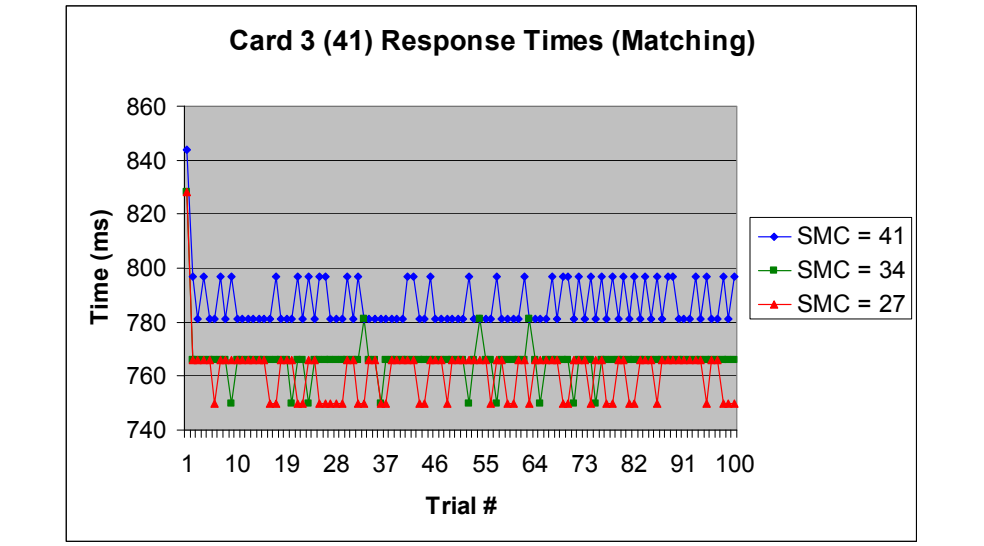 Card 3 (41) Response Times (Matching)
860
840
820
800
780
760
740
Time (ms)
1 10 19 28 37 46 55 64 73 82 91 100
Trial #
SMC = 41
SMC = 34
SMC = 27